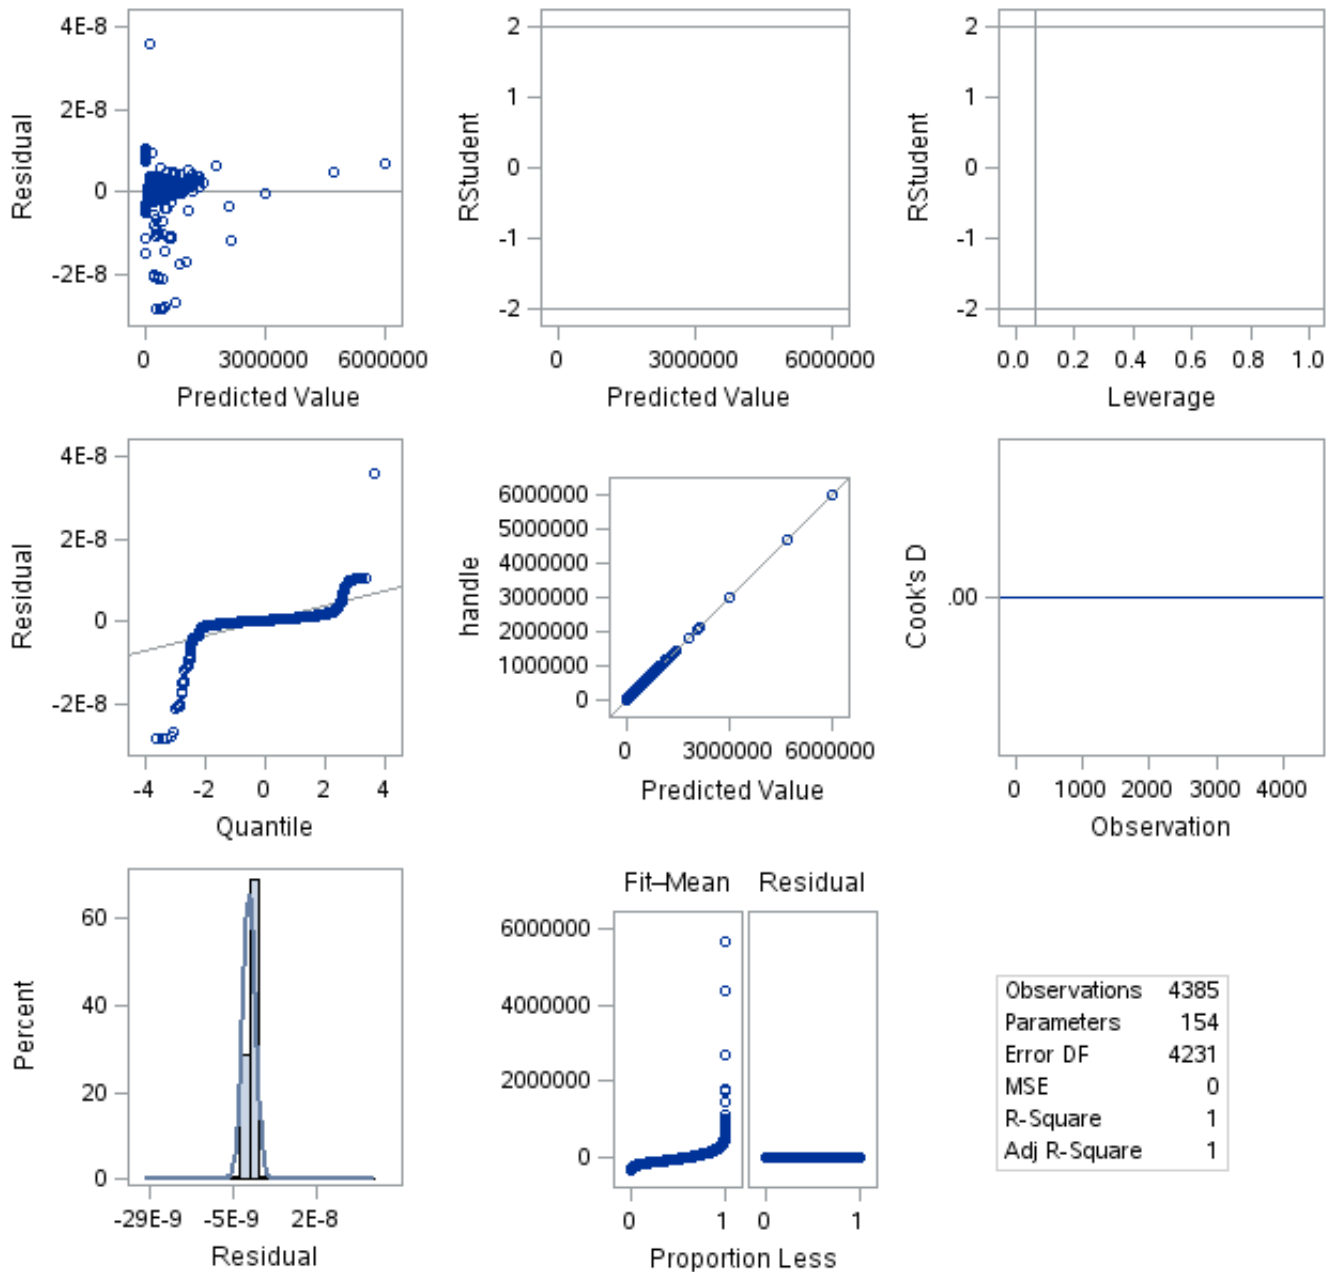 4E-8
2E-8
0
-2E-8
Residual
0 3000000 6000000
Predicted Value
2
1
0
-1
-2
RStudent
0 3000000 6000000
Predicted Value
2
1
0
-1
-2
RStudent
0.0 0.2 0.4 0.6 0.8 1.0
Leverage
4E-8
2E-8
0
-2E-8
Residual
-4 -2 0 2 4
Quantile
6000000
5000000
4000000
3000000
2000000
1000000
0
handle
0 3000000 6000000
Predicted Value
.00
Cook's D
0 1000 2000 3000 4000
Observation
60
40
20
0
Percent
-29E-9 -5E-9 2E-8
Residual
Fit–Mean Residual
6000000
4000000
2000000
0
0 1 0 1
Proportion Less
Observations 4385
Parameters 154
Error DF 4231
MSE 0
R-Square 1
Adj R-Square 1